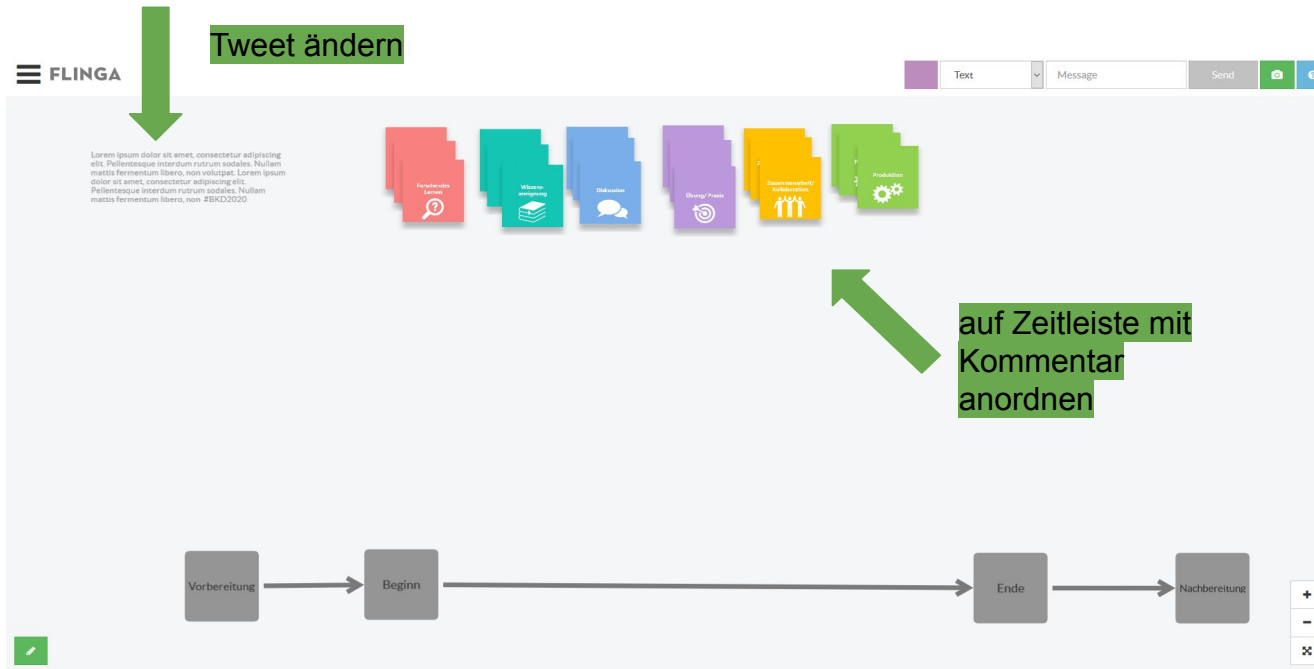 Tweet ändern
FLINGA
Text
Message
Send
Lorem ipsum dolor sit amet, consectetur adipiscing
elit. Pellentesque interdum rutrum sodales. Nullam
mattis fermentum libero, non volutpat. Lorem ipsum
dolor sit amet, consectetur adipiscing elit.
Pellentesque interdum rutrum sodales. Nullam
mattis fermentum libero, non #BKD2020
Forschendes
Lernen
?
Wissens-
aneignung
Diskussion
Übung/ Praxis
Zusammenarbeit/
Kollaboration
Produktion
auf Zeitleiste mit
Kommentar
anordnen
Vorbereitung
Beginn
Ende
Nachbereitung
+
-